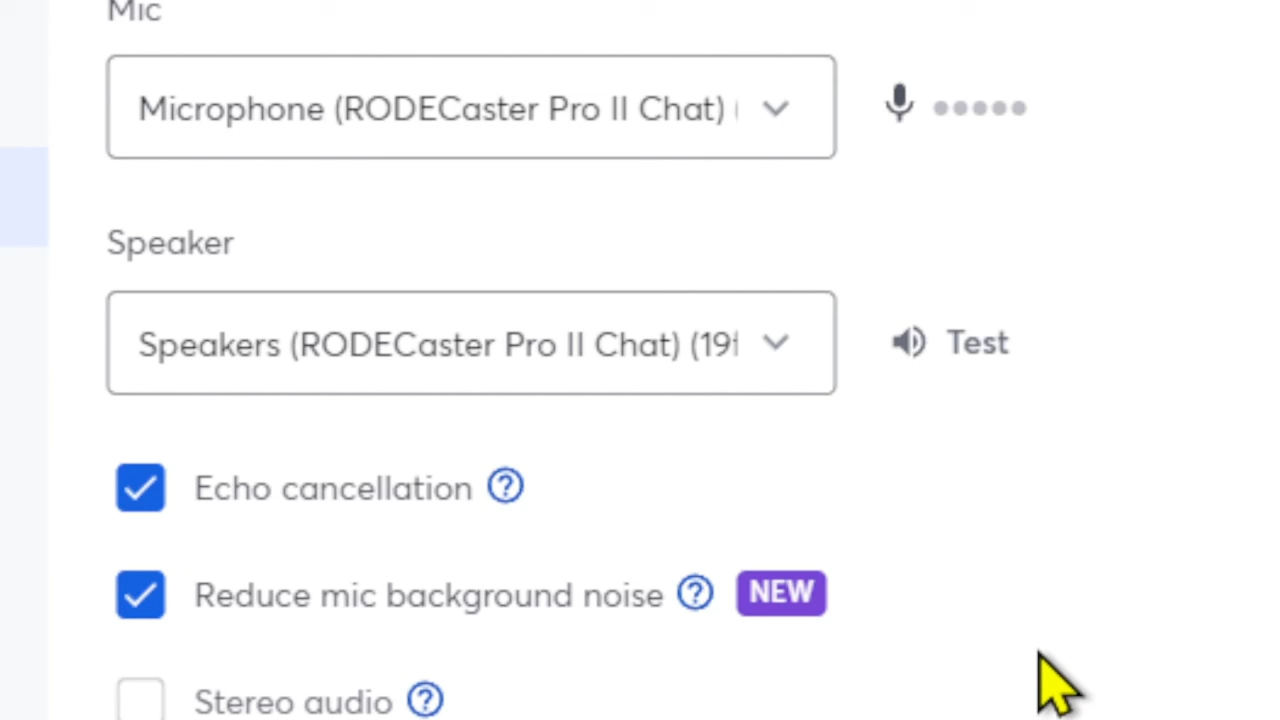 Mic
Microphone (RODECaster Pro II Chat) (
Speaker
Speakers (RODECaster Pro II Chat) (19
Test
Echo cancellation
Reduce mic background noise NEW
Stereo audio